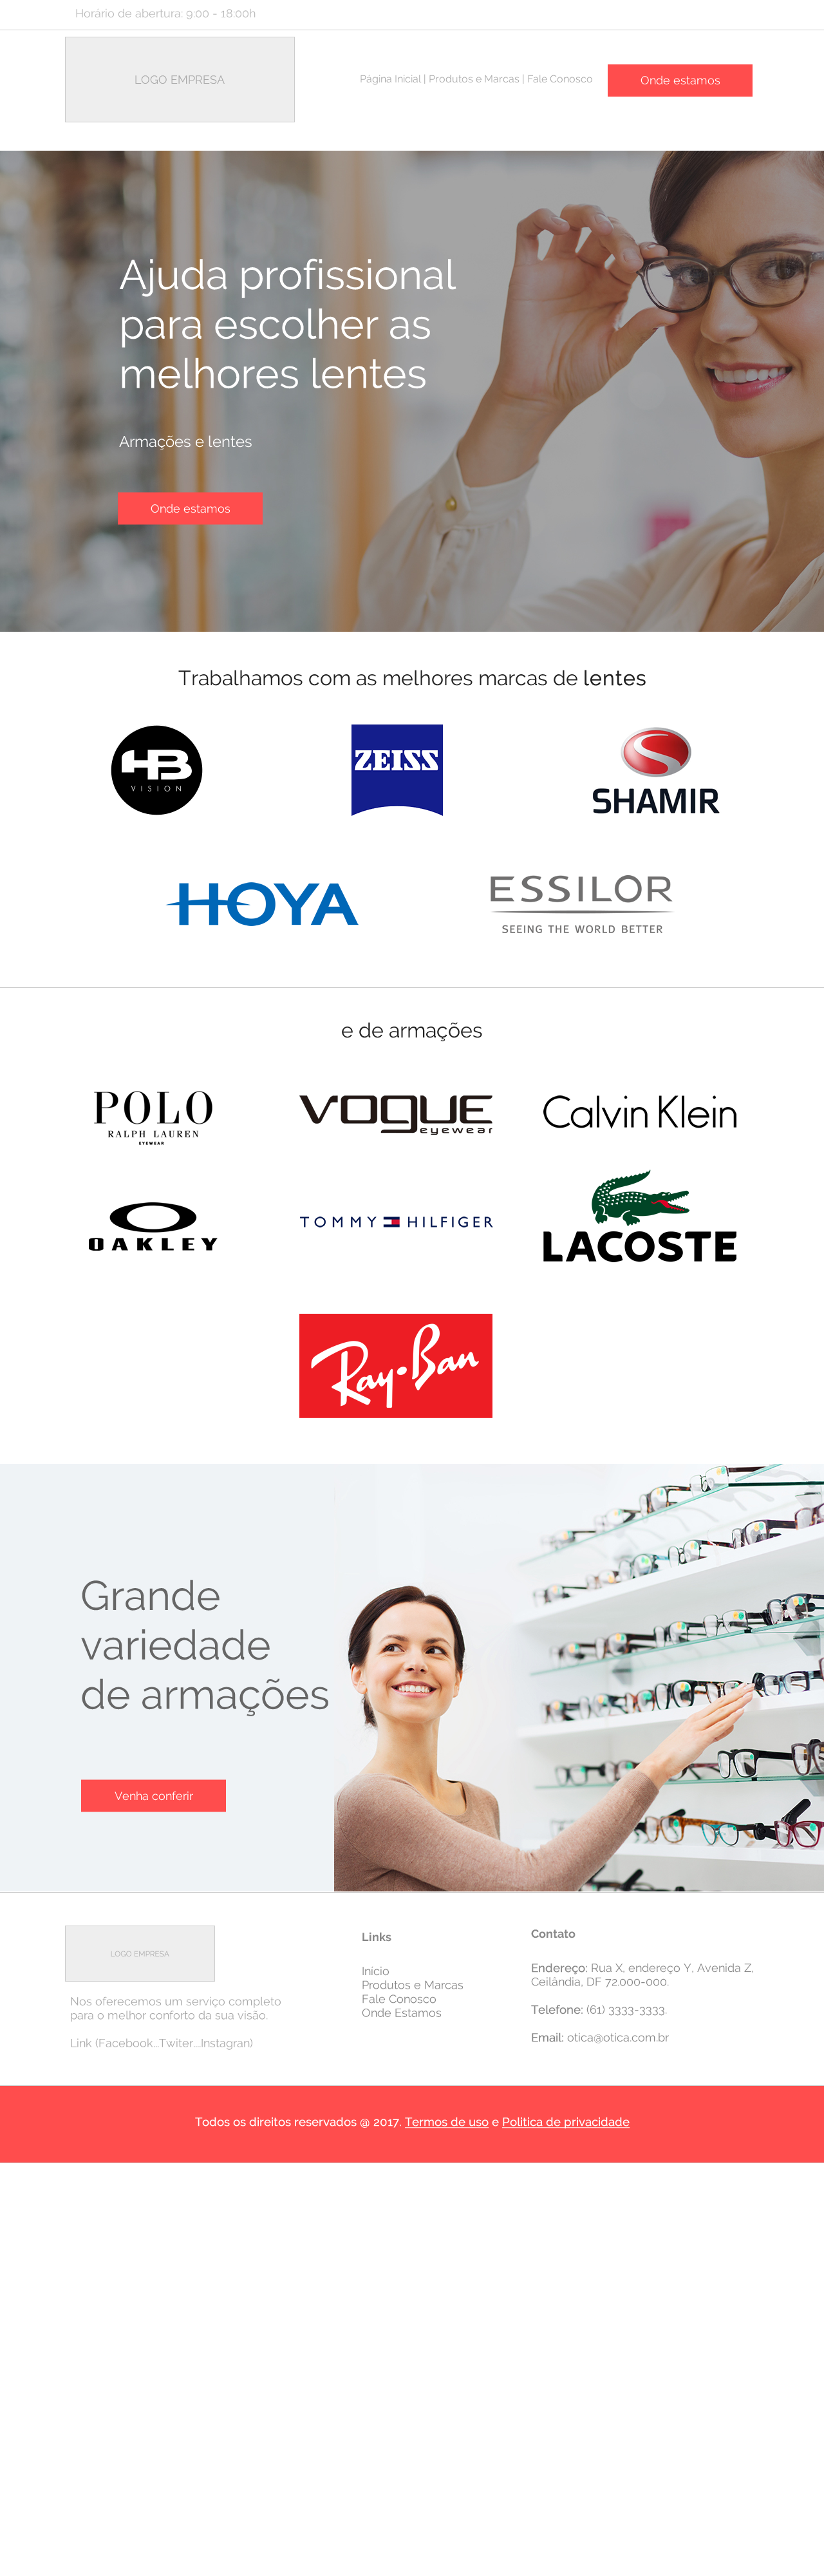 Horário de abertura: 9:00 - 18:00h
LOGO EMPRESA
Página Inicial | Produtos e Marcas | Fale Conosco
Onde estamos
Ajuda profissional
para escolher as
melhores lentes
Armações e lentes
Onde estamos
Trabalhamos com as melhores marcas de lentes
HB
VISION
ZEISS
SHAMIR
HOYA
ESSILOR
SEEING THE WORLD BETTER
e de armações
POLO
RALPH LAUREN
EYEWEAR
VOGUE
eyewear
Calvin Klein
OAKLEY
TOMMY HILFIGER
LACOSTE
Ray-Ban
Grande
variedade
de armações
Venha conferir
LOGO EMPRESA
Nos oferecemos um serviço completo
para o melhor conforto da sua visão.
Link (Facebook...Twiter....Instagran)
Links
Início
Produtos e Marcas
Fale Conosco
Onde Estamos
Contato
Endereço: Rua X, endereço Y, Avenida Z,
Ceilândia, DF 72.000-000.
Telefone: (61) 3333-3333.
Email: otica@otica.com.br
Todos os direitos reservados @ 2017. Termos de uso e Politica de privacidade